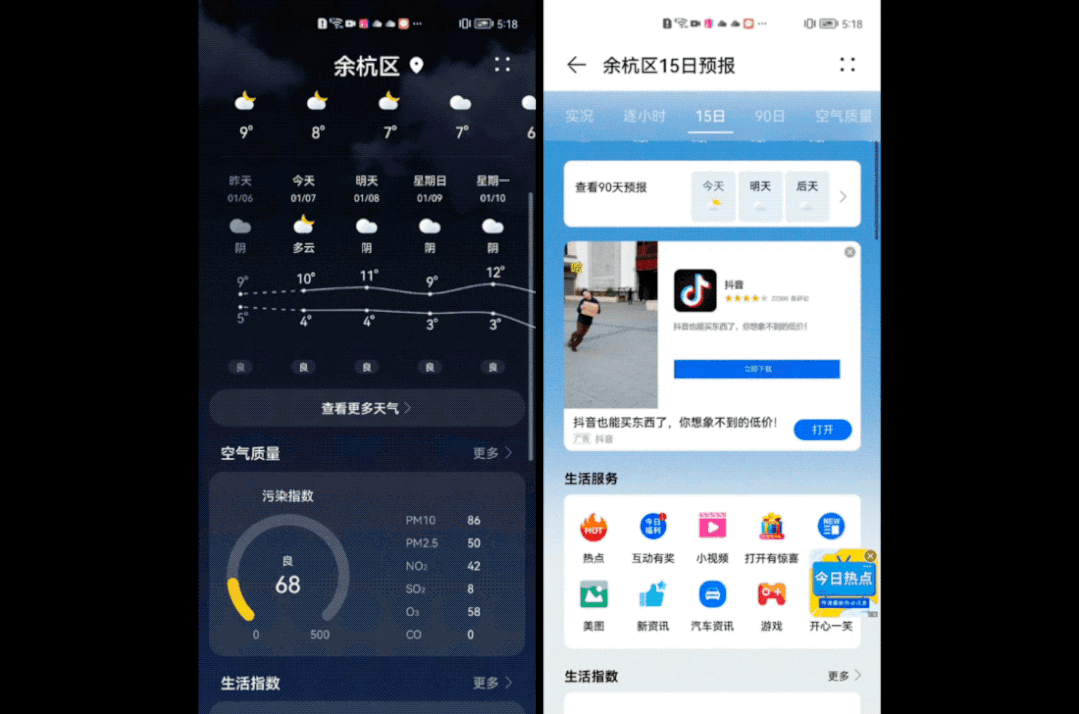 5:18
余杭区
9° 8° 7° 7° 6
昨天 今天 明天 星期日 星期一
01/06 01/07 01/08 01/09 01/10
阴 多云 阴 阴 阴
9° 10° 11° 9° 12°
5° 4° 4° 3° 3°
良 良 良 良 良
查看更多天气
空气质量 更多
污染指数
良
68
0 500
PM10 86
PM2.5 50
NO₂ 42
SO₂ 8
O₃ 58
CO 0
生活指数 更多
5:18
余杭区15日预报
实况 逐小时 15日 90日 空气质量
查看90天预报 今天 明天 后天
抖音
抖音也能买东西了，你想象不到的低价!
立即下载
抖音也能买东西了，你想象不到的低价!
广告 抖音
打开
生活服务
HOT 今日福利 NEW
热点 互动有奖 小视频 打开有惊喜
今日热点
美图 新资讯 汽车资讯 游戏 开心一笑
生活指数 更多